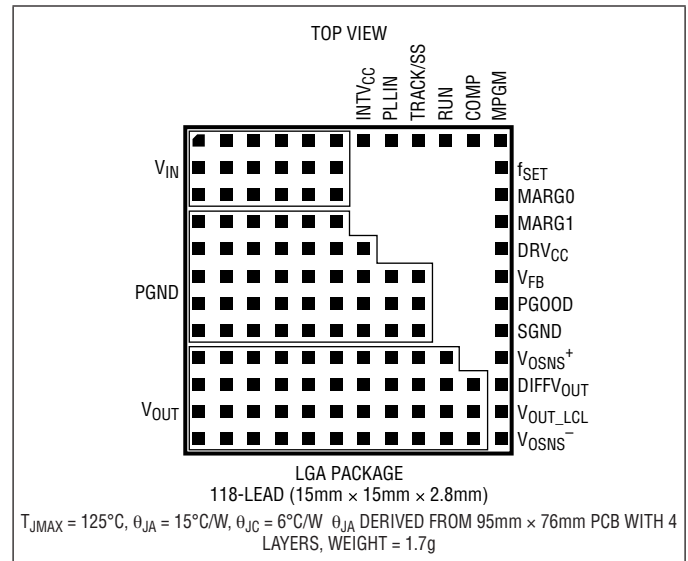 TOP VIEW
INTVCC
PLLIN
TRACK/SS
RUN
COMP
MPGM
VIN
fSET
MARG0
MARG1
DRVCC
PGND
VFB
PGOOD
SGND
VOSNS+
DIFFVOUT
VOUT
VOUT_LCL
VOSNS–
LGA PACKAGE
118-LEAD (15mm × 15mm × 2.8mm)
TJMAX = 125°C, θJA = 15°C/W, θJC = 6°C/W θJA DERIVED FROM 95mm × 76mm PCB WITH 4
LAYERS, WEIGHT = 1.7g